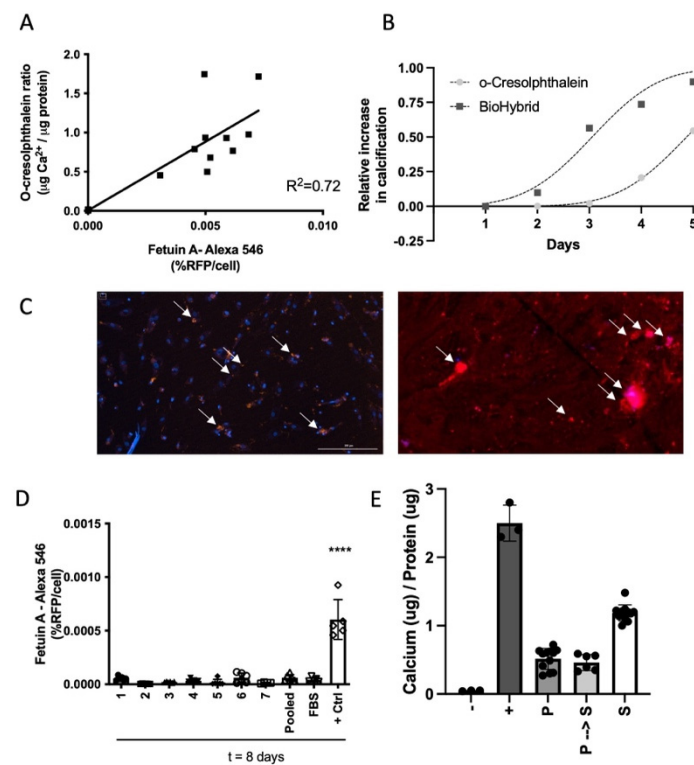 A
O-cresolphthalein ratio
(µg Ca²⁺ / µg protein)
2.0
1.5
1.0
0.5
0.0
0.000
0.005
0.010
R²=0.72
Fetuin A- Alexa 546
(%RFP/cell)
B
Relative increase
in calcification
1.00
0.75
0.50
0.25
0.00
-0.25
o-Cresolphthalein
BioHybrid
1
2
3
4
5
Days
C
D
Fetuin A - Alexa 546
(%RFP/cell)
0.0015
0.0010
0.0005
0.0000
****
1
2
3
4
5
6
7
Pooled
FBS
+ Ctrl
t = 8 days
E
Calcium (ug) / Protein (ug)
3
2
1
0
-
+
P
P --> S
S